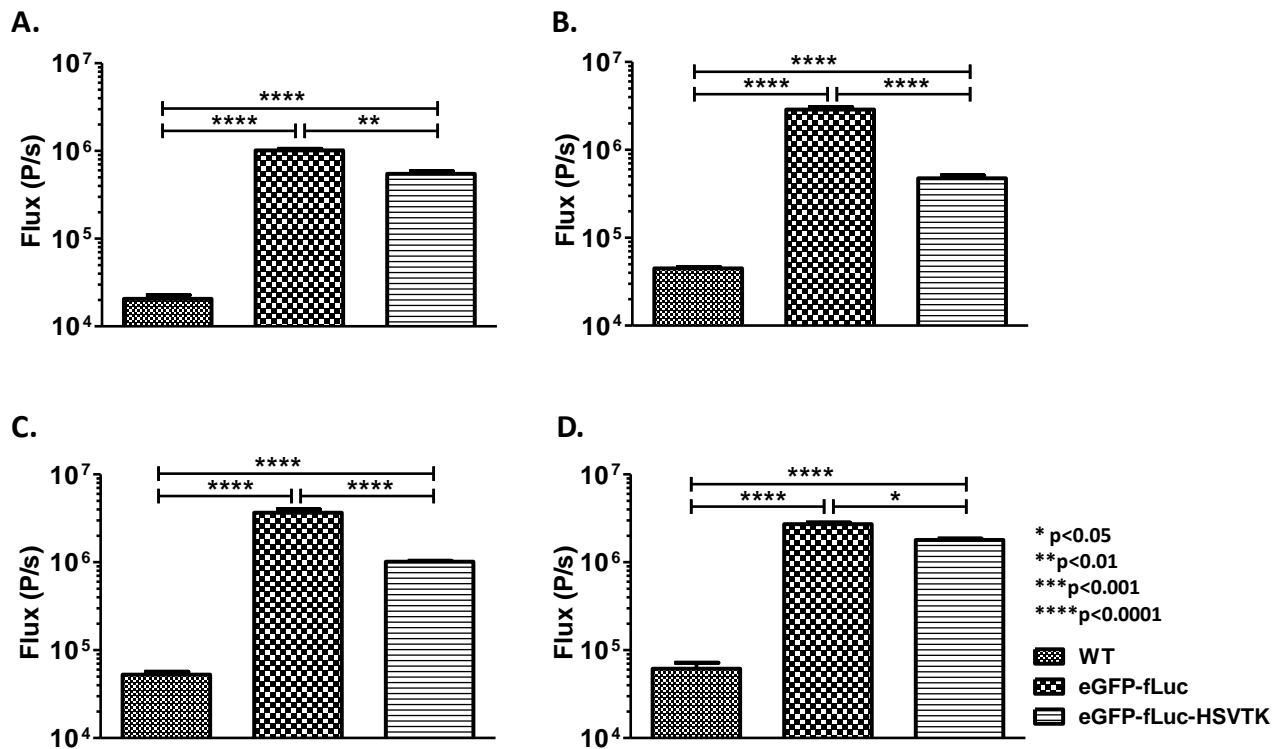 A.
10⁷
10⁶
10⁵
10⁴
Flux (P/s)
****
**** **
B.
10⁷
10⁶
10⁵
10⁴
Flux (P/s)
****
**** ****
C.
10⁷
10⁶
10⁵
10⁴
Flux (P/s)
****
**** ****
D.
10⁷
10⁶
10⁵
10⁴
Flux (P/s)
****
**** *
* p<0.05
**p<0.01
***p<0.001
****p<0.0001
WT
eGFP-fLuc
eGFP-fLuc-HSVTK